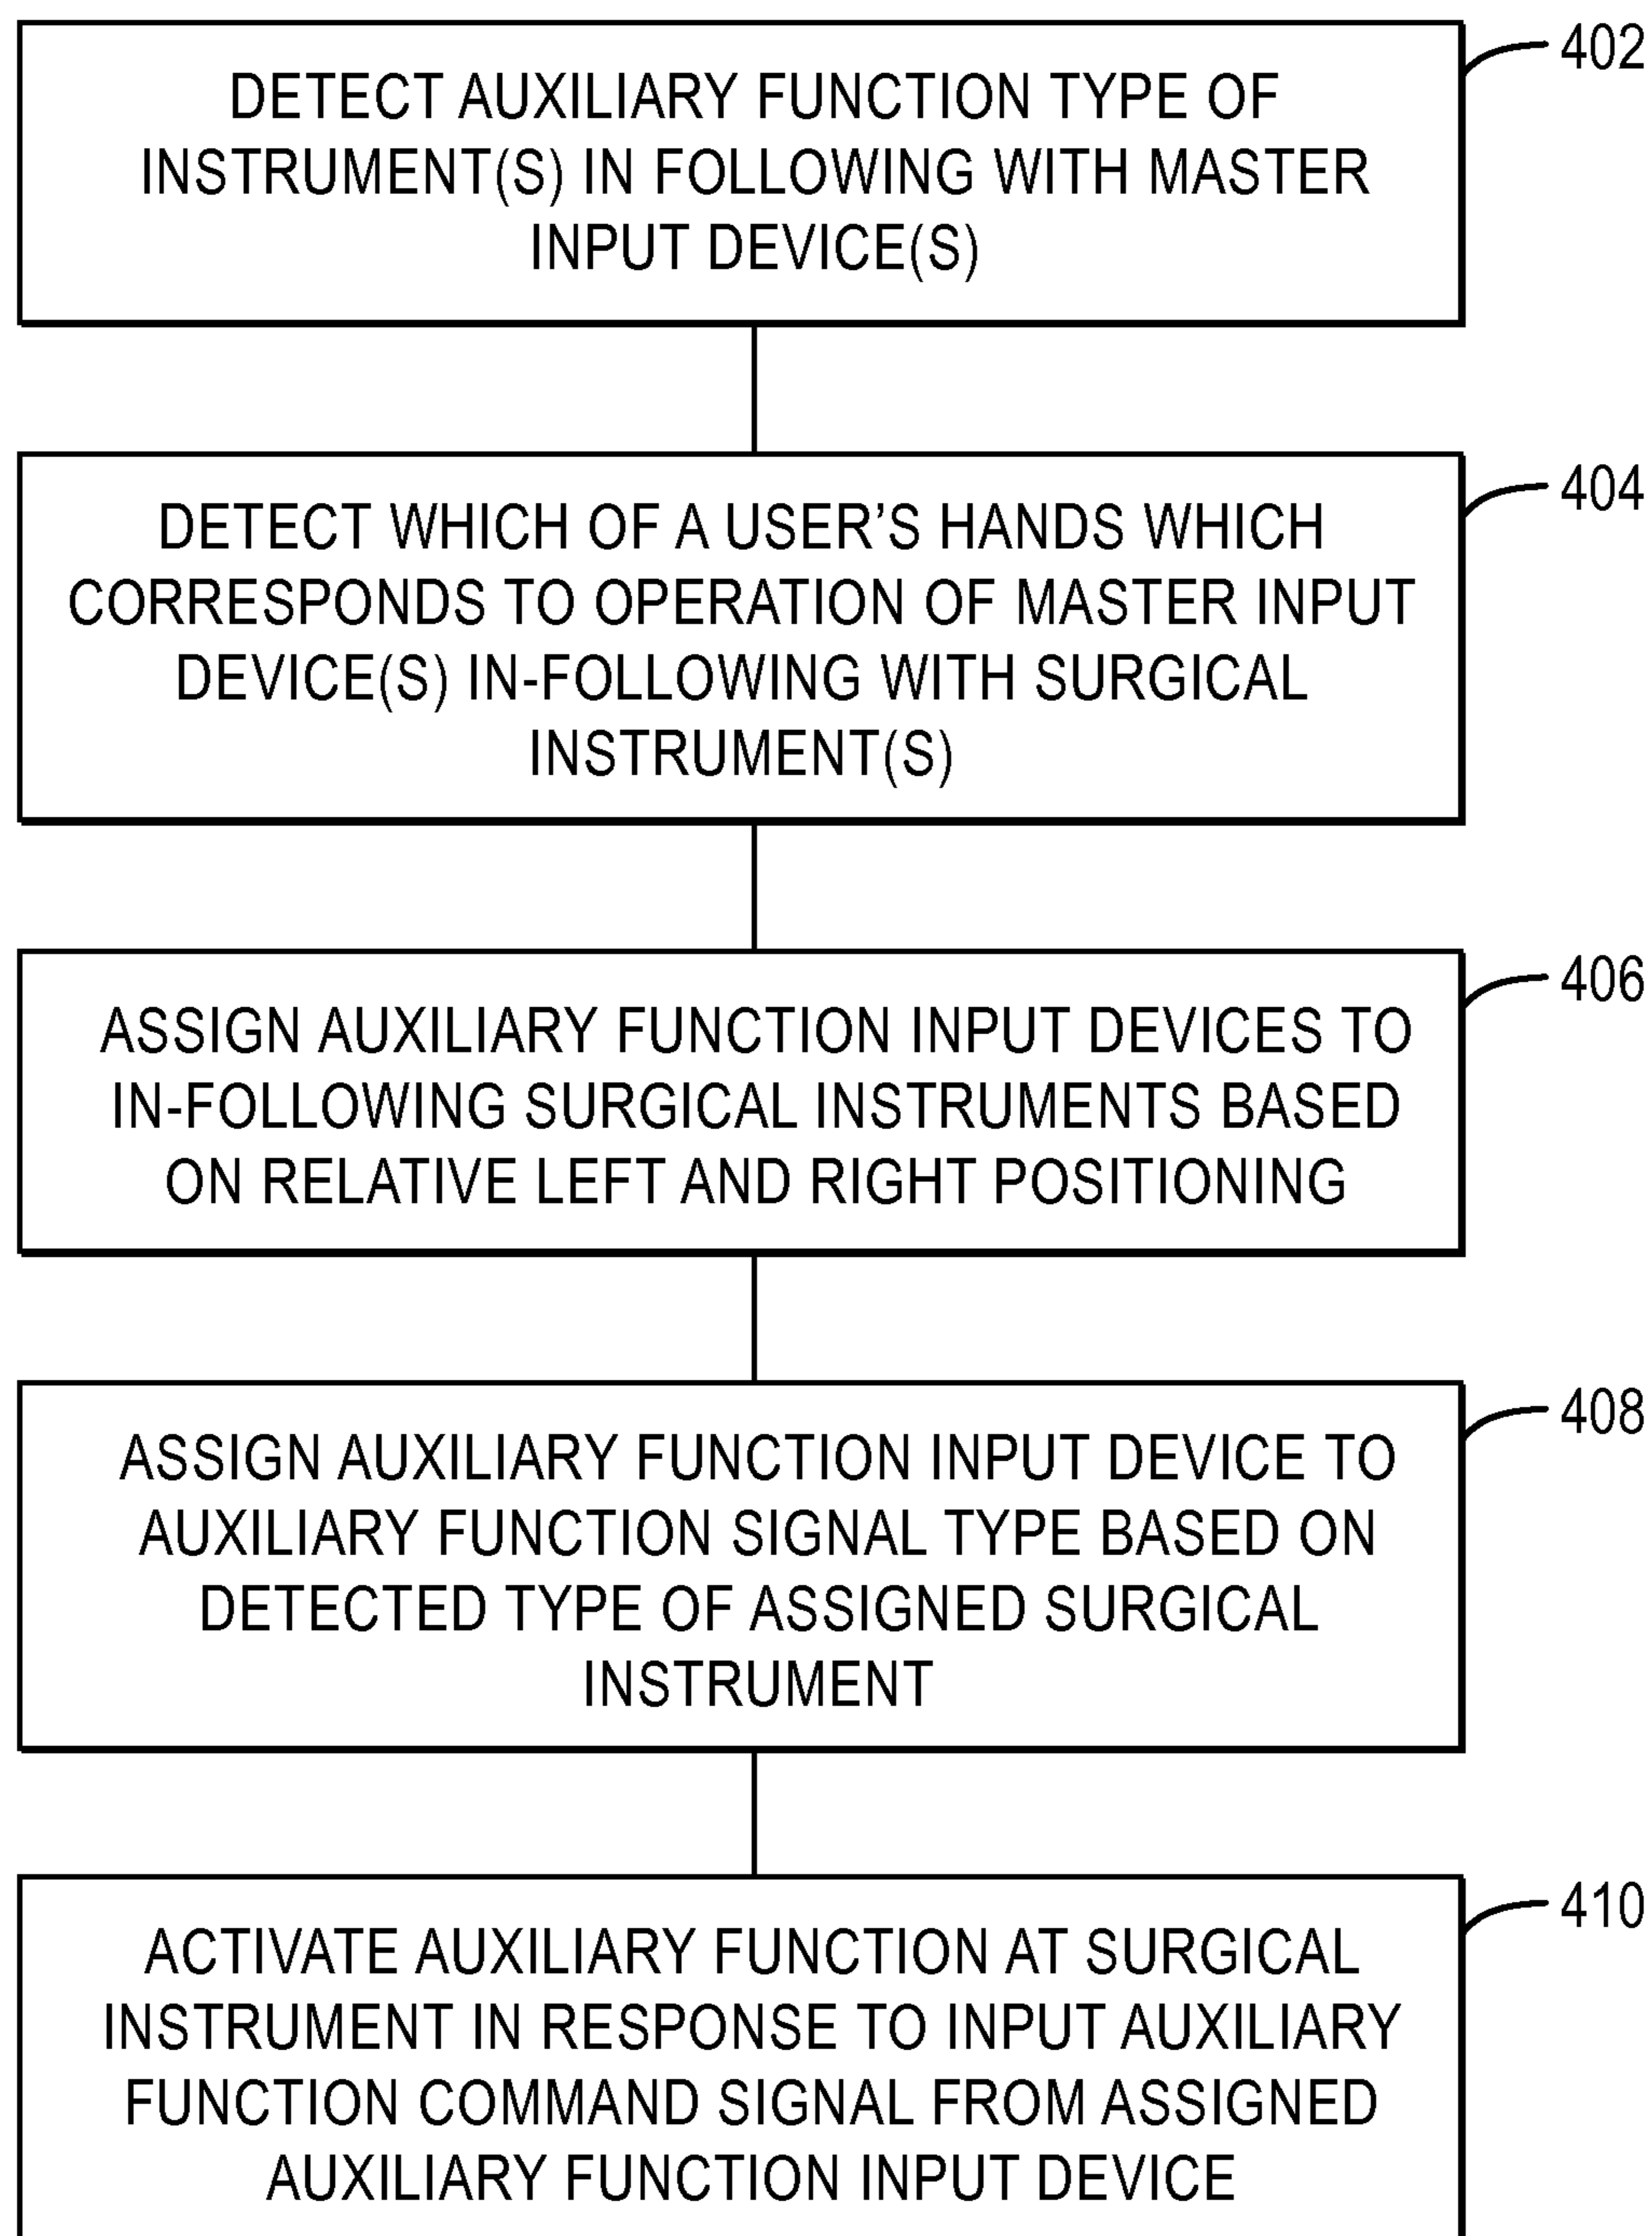 402
DETECT AUXILIARY FUNCTION TYPE OF
INSTRUMENT(S) IN FOLLOWING WITH MASTER
INPUT DEVICE(S)
404
DETECT WHICH OF A USER’S HANDS WHICH
CORRESPONDS TO OPERATION OF MASTER INPUT
DEVICE(S) IN-FOLLOWING WITH SURGICAL
INSTRUMENT(S)
406
ASSIGN AUXILIARY FUNCTION INPUT DEVICES TO
IN-FOLLOWING SURGICAL INSTRUMENTS BASED
ON RELATIVE LEFT AND RIGHT POSITIONING
408
ASSIGN AUXILIARY FUNCTION INPUT DEVICE TO
AUXILIARY FUNCTION SIGNAL TYPE BASED ON
DETECTED TYPE OF ASSIGNED SURGICAL
INSTRUMENT
410
ACTIVATE AUXILIARY FUNCTION AT SURGICAL
INSTRUMENT IN RESPONSE TO INPUT AUXILIARY
FUNCTION COMMAND SIGNAL FROM ASSIGNED
AUXILIARY FUNCTION INPUT DEVICE